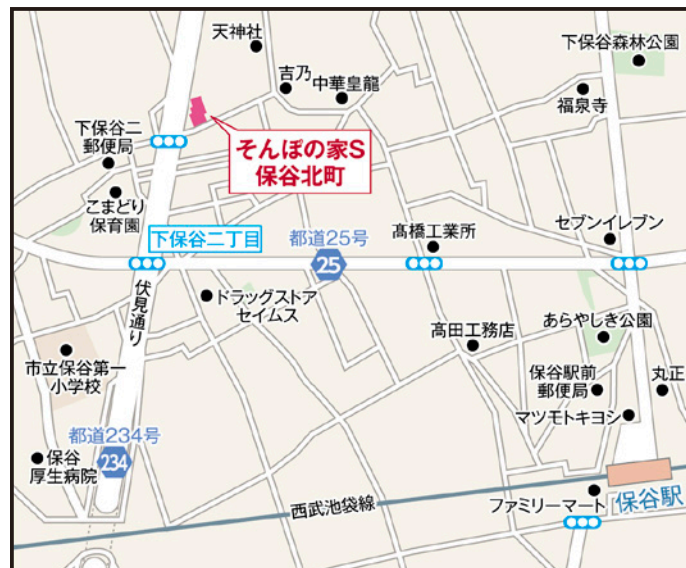 天神社
下保谷森林公園
吉乃
中華皇龍
福泉寺
下保谷二
郵便局
そんぽの家S
保谷北町
こまどり
保育園
下保谷二丁目
都道25号
25
髙橋工業所
セブンイレブン
伏見通り
ドラッグストア
セイムス
髙田工務店
あらやしき公園
市立保谷第一
小学校
保谷駅前
郵便局
丸正
マツモトキヨシ
都道234号
234
保谷
厚生病院
西武池袋線
ファミリーマート
保谷駅